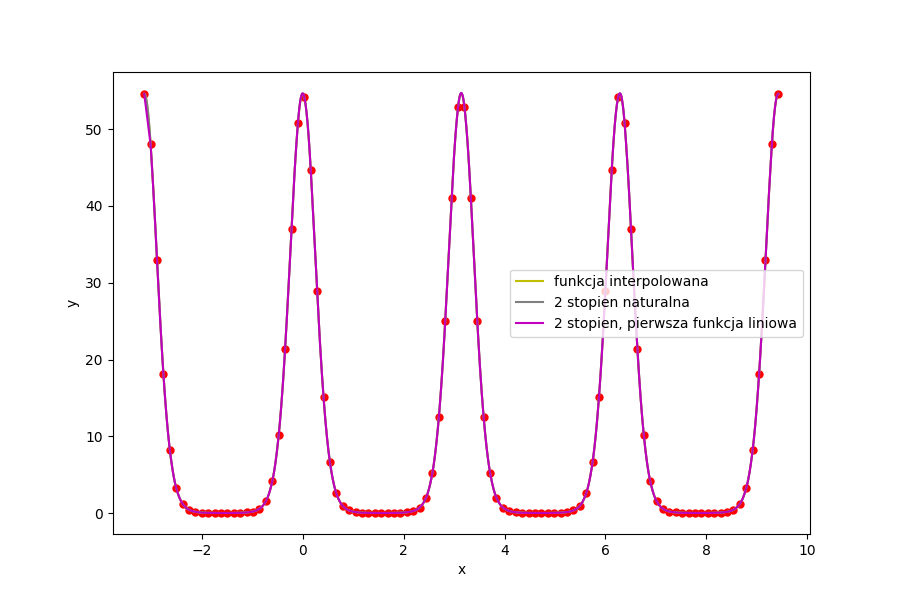 50
40
30
20
10
0
y
−2
0
2
4
6
8
10
x
funkcja interpolowana
2 stopien naturalna
2 stopien, pierwsza funkcja liniowa